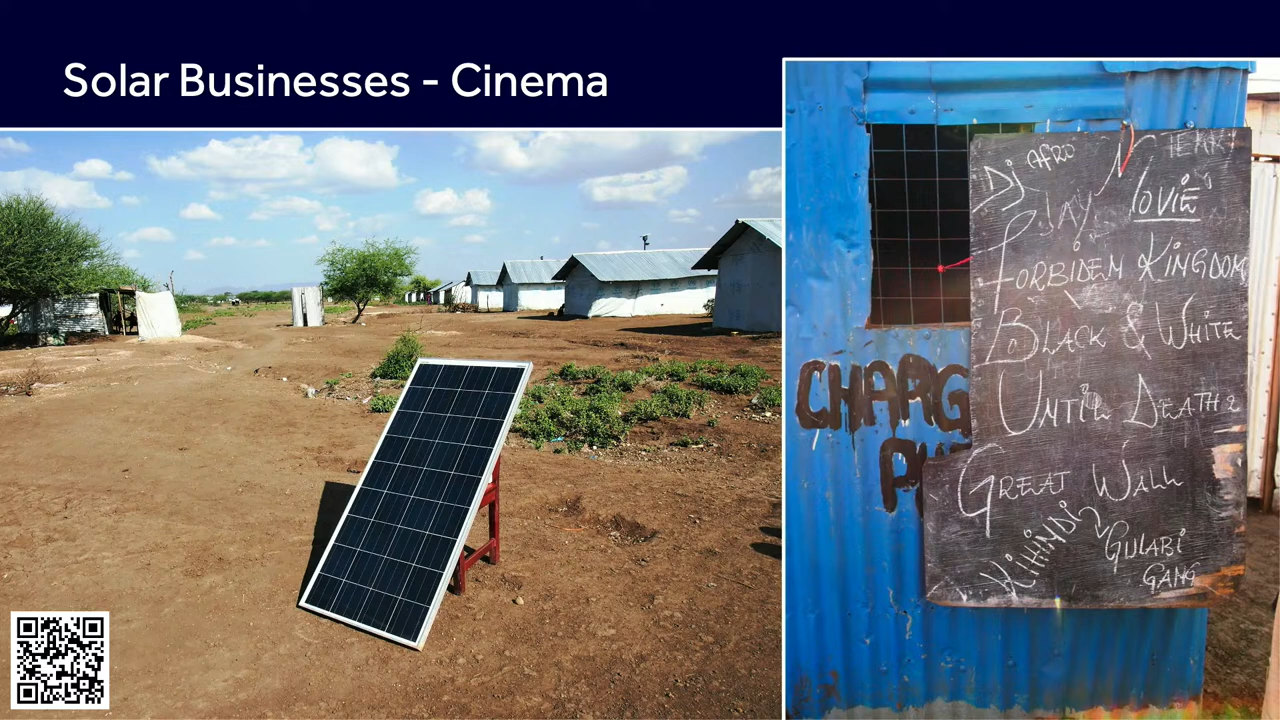 Solar Businesses - Cinema
Dj AFRO
MOVIE
FORBIDEN KINGDOM
BLACK & WHITE
UNTIL DEATH 2
GREAT WALL
KIHINDI
GULABI
GANG
CHARG